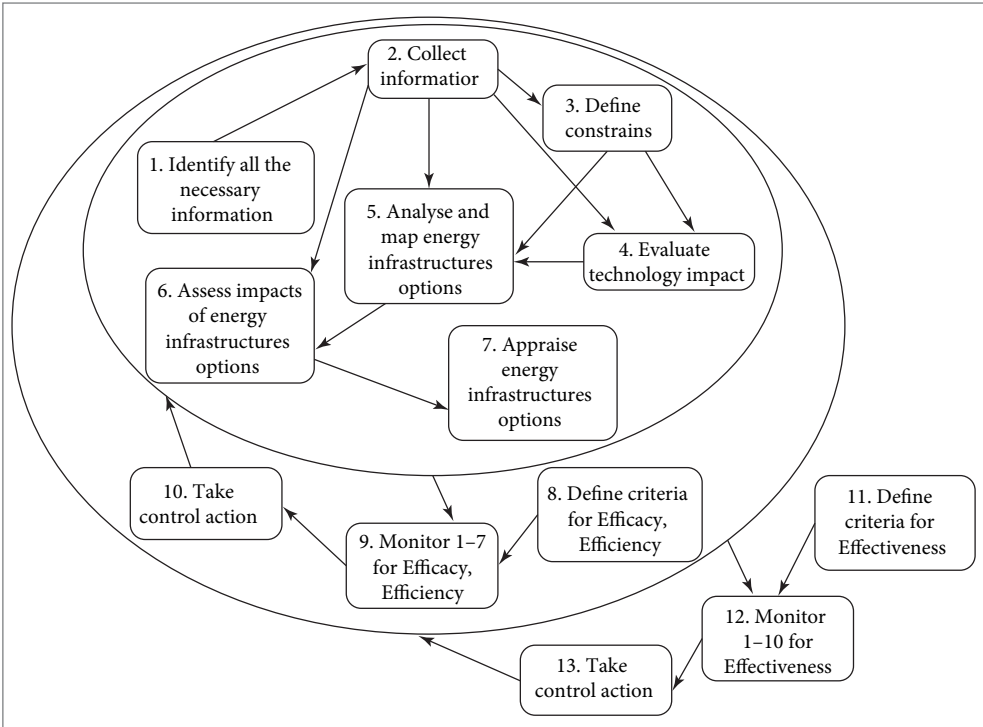 2. Collect
informatior
3. Define
constrains
1. Identify all the
necessary
information
5. Analyse and
map energy
infrastructures
options
4. Evaluate
technology impact
6. Assess impacts
of energy
infrastructures
options
7. Appraise
energy
infrastructures
options
10. Take
control action
8. Define criteria
for Efficacy,
Efficiency
11. Define
criteria for
Effectiveness
9. Monitor 1–7
for Efficacy,
Efficiency
12. Monitor
1–10 for
Effectiveness
13. Take
control action